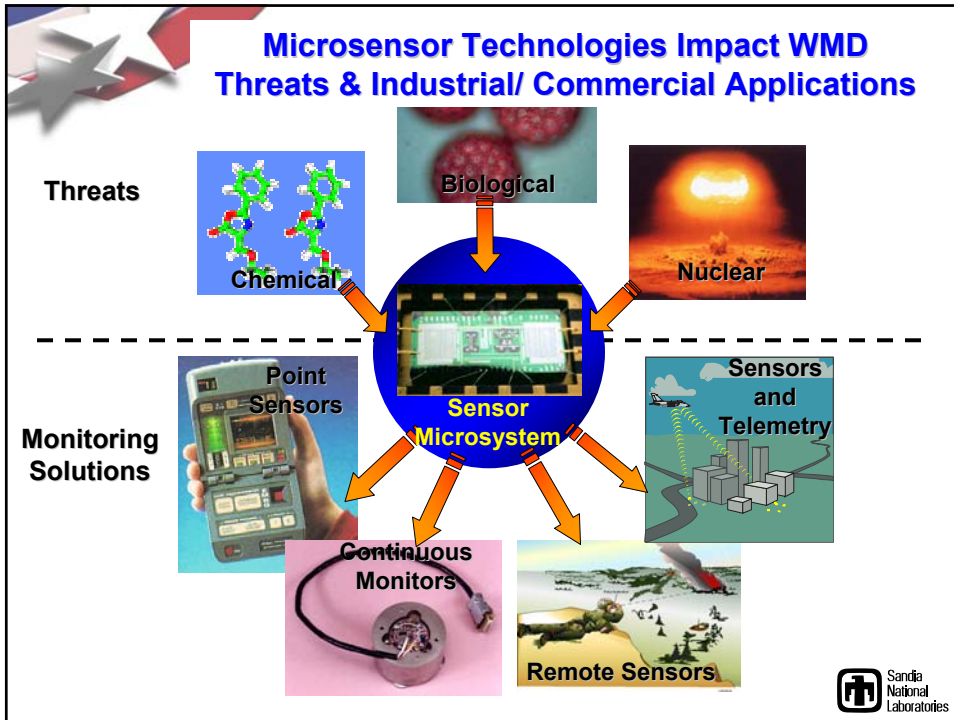 Microsensor Technologies Impact WMD
Threats & Industrial/ Commercial Applications
Threats
Chemical
Biological
Nuclear
Sensor
Microsystem
Monitoring
Solutions
Point
Sensors
Continuous
Monitors
Remote Sensors
Sensors
and
Telemetry
Sandia
National
Laboratories